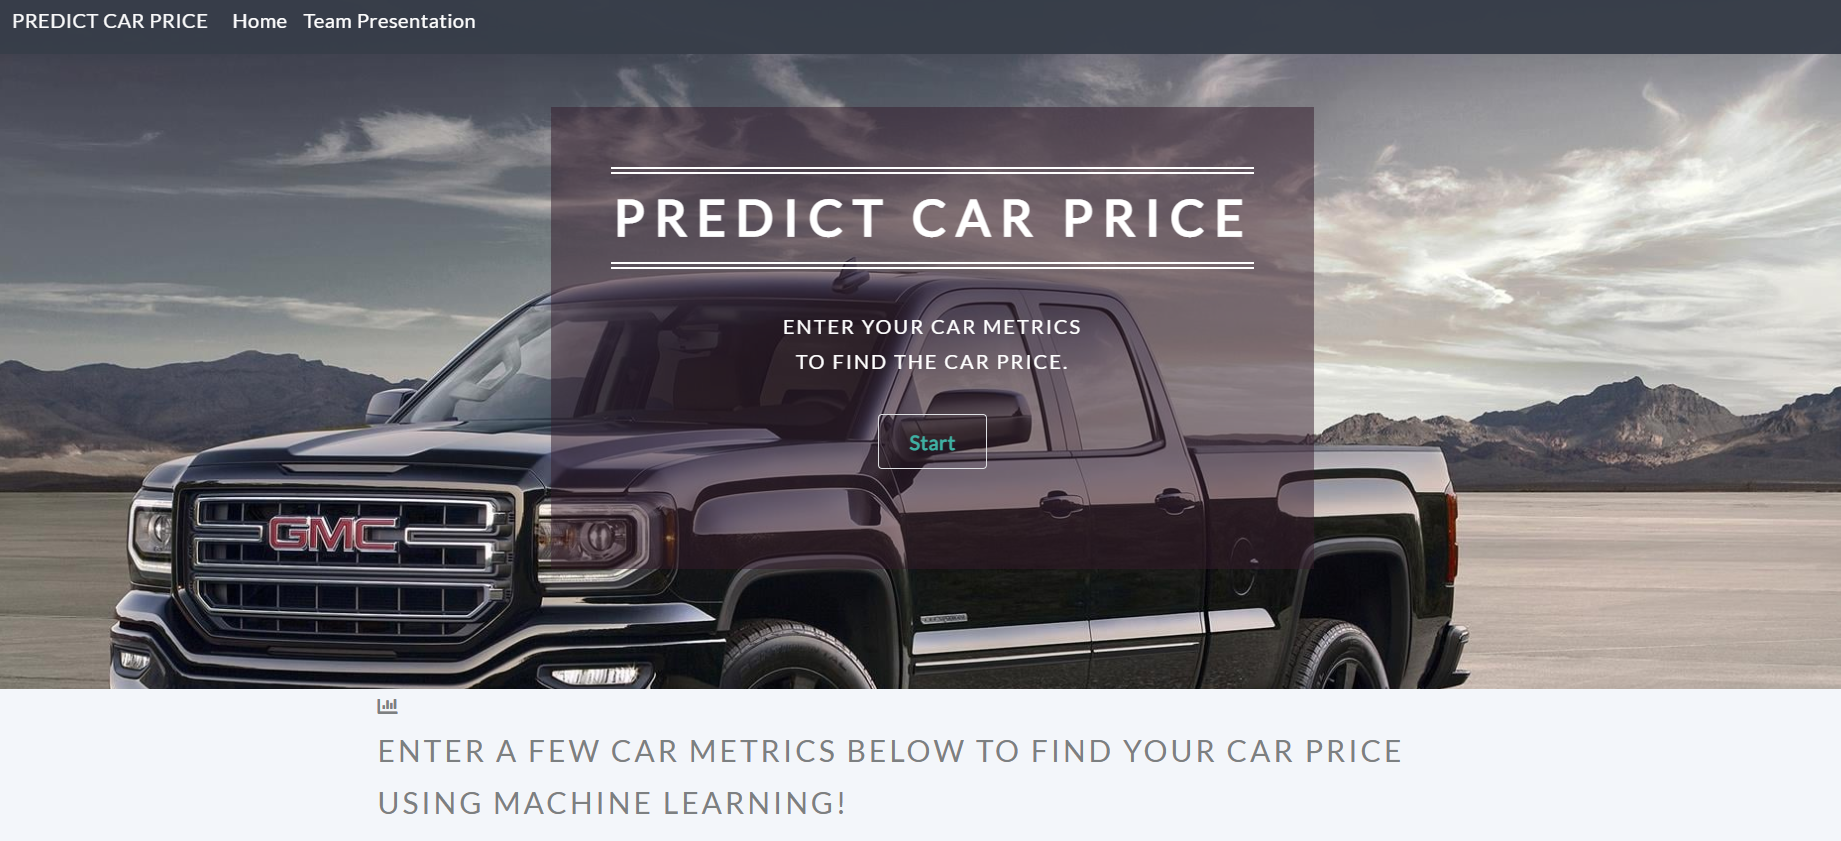 PREDICT CAR PRICE Home Team Presentation
PREDICT CAR PRICE
ENTER YOUR CAR METRICS
TO FIND THE CAR PRICE.
Start
GMC
ENTER A FEW CAR METRICS BELOW TO FIND YOUR CAR PRICE
USING MACHINE LEARNING!